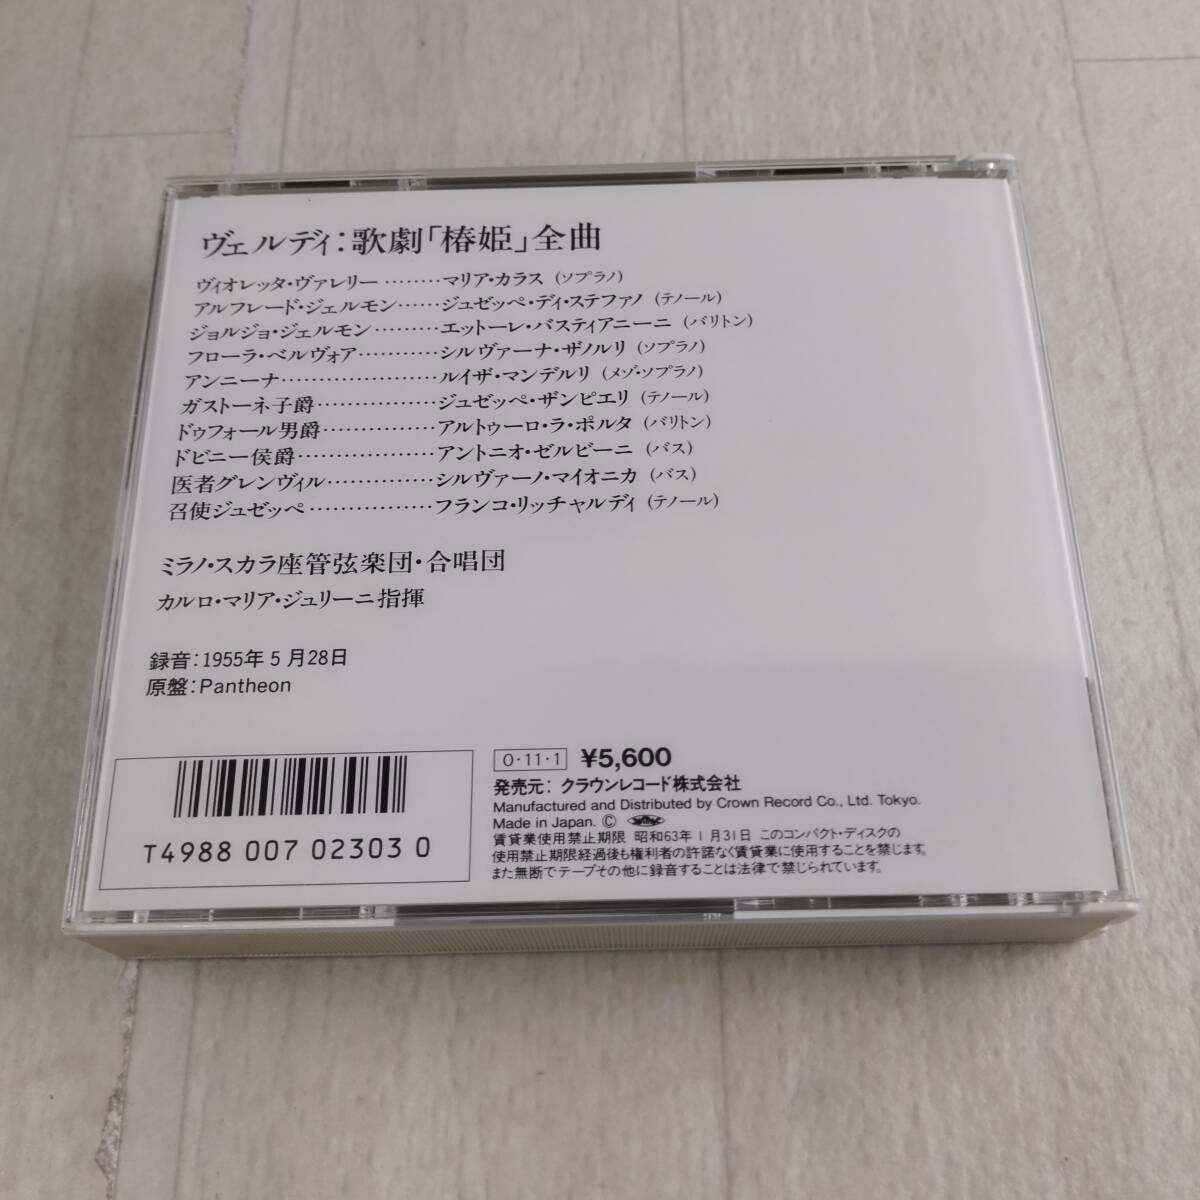 ヴェルディ：歌劇「椿姫」全曲
ヴィオレッタ・ヴァレリー………マリア・カラス（ソプラノ）
アルフレード・ジェルモン……ジュゼッペ・ディ・ステファノ（テノール）
ジョルジョ・ジェルモン………エットーレ・バスティアニーニ（バリトン）
フローラ・ベルヴォア…………シルヴァーナ・ザノルリ（ソプラノ）
アンニーナ…………………ルイザ・マンデルリ（メゾ・ソプラノ）
ガストーネ子爵………………ジュゼッペ・ザンピエリ（テノール）
ドゥフォール男爵……………アルトゥーロ・ラ・ポルタ（バリトン）
ドビニー侯爵…………………アントニオ・ゼルビーニ（バス）
医者グレンヴィル……………シルヴァーノ・マイオニカ（バス）
召使ジュゼッペ………………フランコ・リッチャルディ（テノール）
ミラノ・スカラ座管弦楽団・合唱団
カルロ・マリア・ジュリーニ指揮
録音：1955年5月28日
原盤：Pantheon
O・11・1 ¥5,600
発売元：クラウンレコード株式会社
Manufactured and Distributed by Crown Record Co., Ltd. Tokyo.
Made in Japan. Ⓒ
賃貸業使用禁止期限 昭和63年1月31日 このコンパクト・ディスクの
使用禁止期限経過後も権利者の許諾なく賃貸業に使用することを禁じます。
また無断でテープその他に録音することは法律で禁じられています。
T4988 007 02303 0